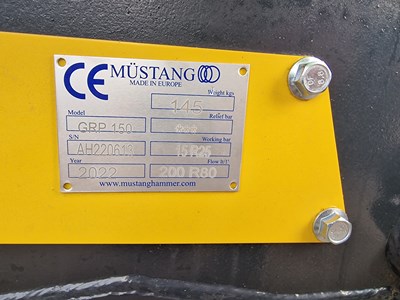 CE MÜSTANG
MADE IN EUROPE
Weight kgs
145
Model
Relief bar
GRP 150
S/N
Working bar
Year
Flow lt/1'
2022
200 R80
www.mustanghammer.com